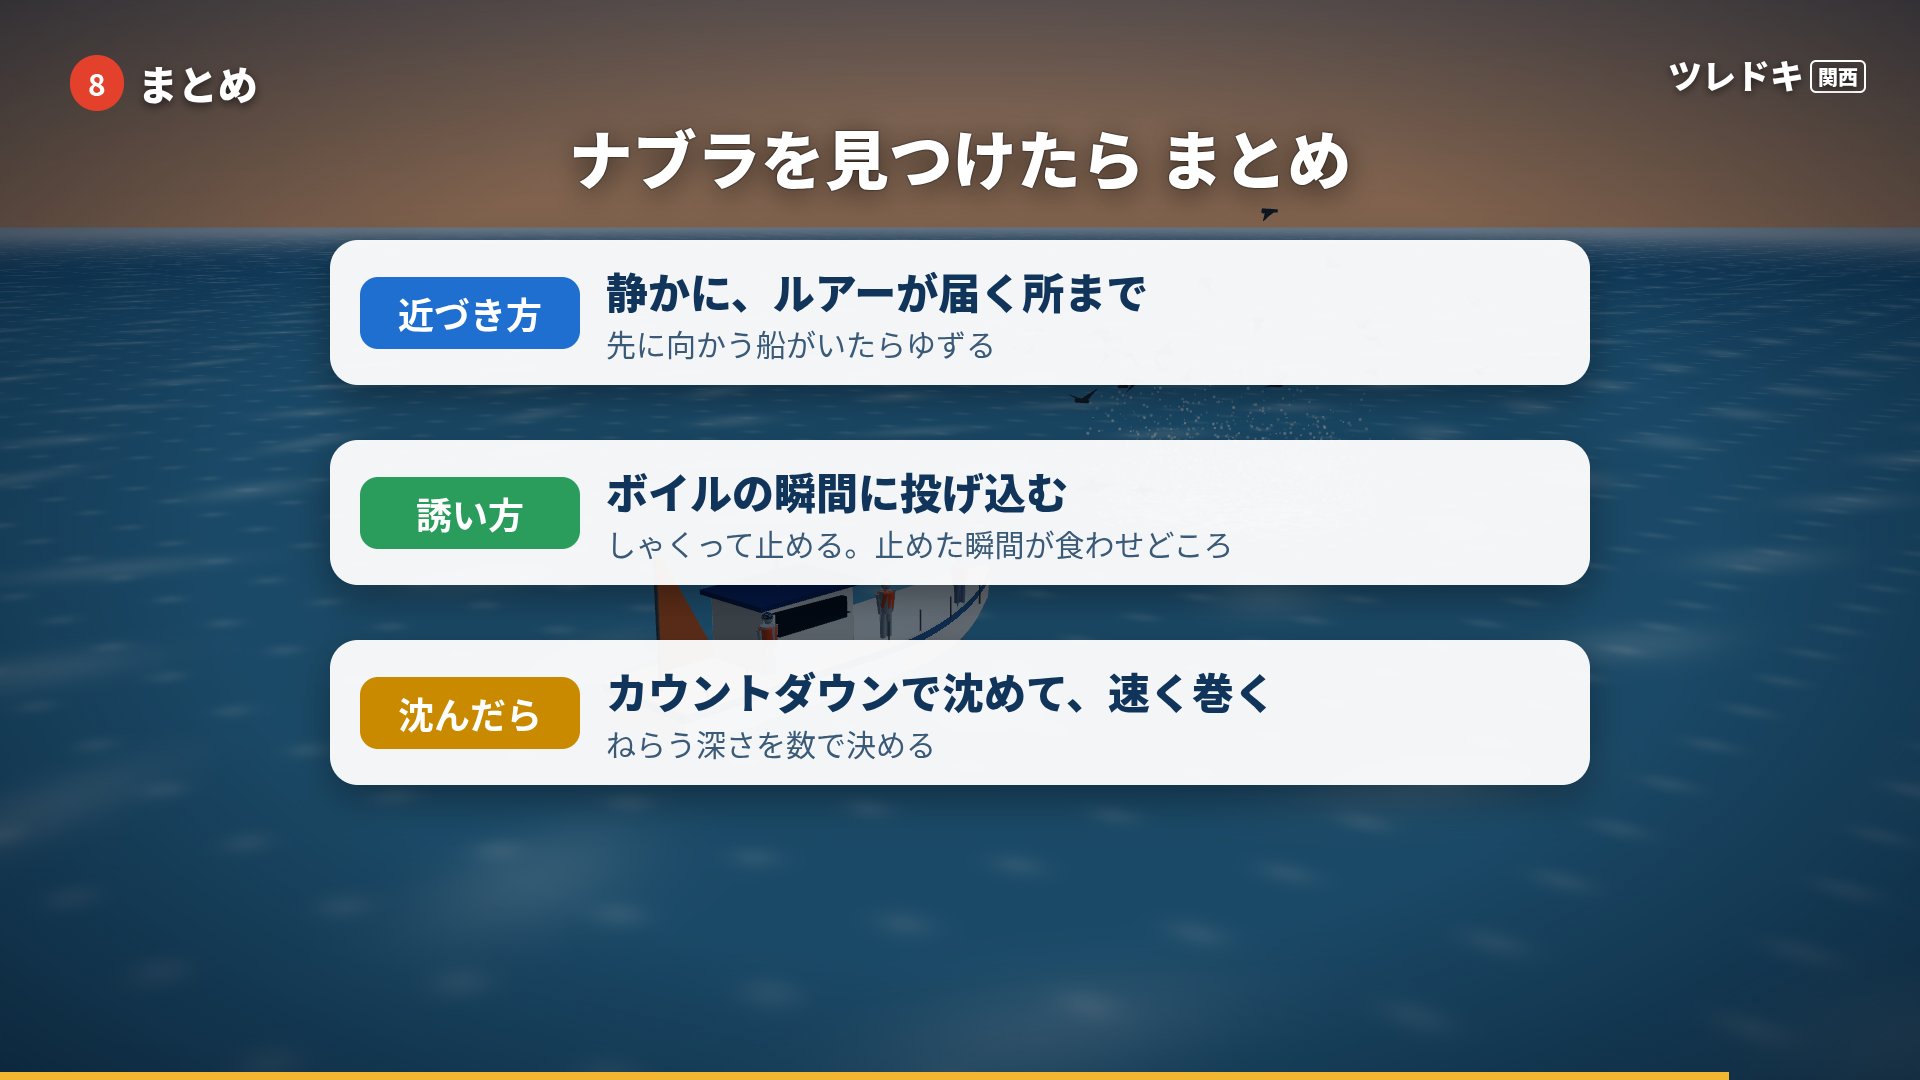 8 まとめ
ツレドキ 関西
ナブラを見つけたら まとめ
近づき方
静かに、ルアーが届く所まで
先に向かう船がいたらゆずる
誘い方
ボイルの瞬間に投げ込む
しゃくって止める。止めた瞬間が食わせどころ
沈んだら
カウントダウンで沈めて、速く巻く
ねらう深さを数で決める